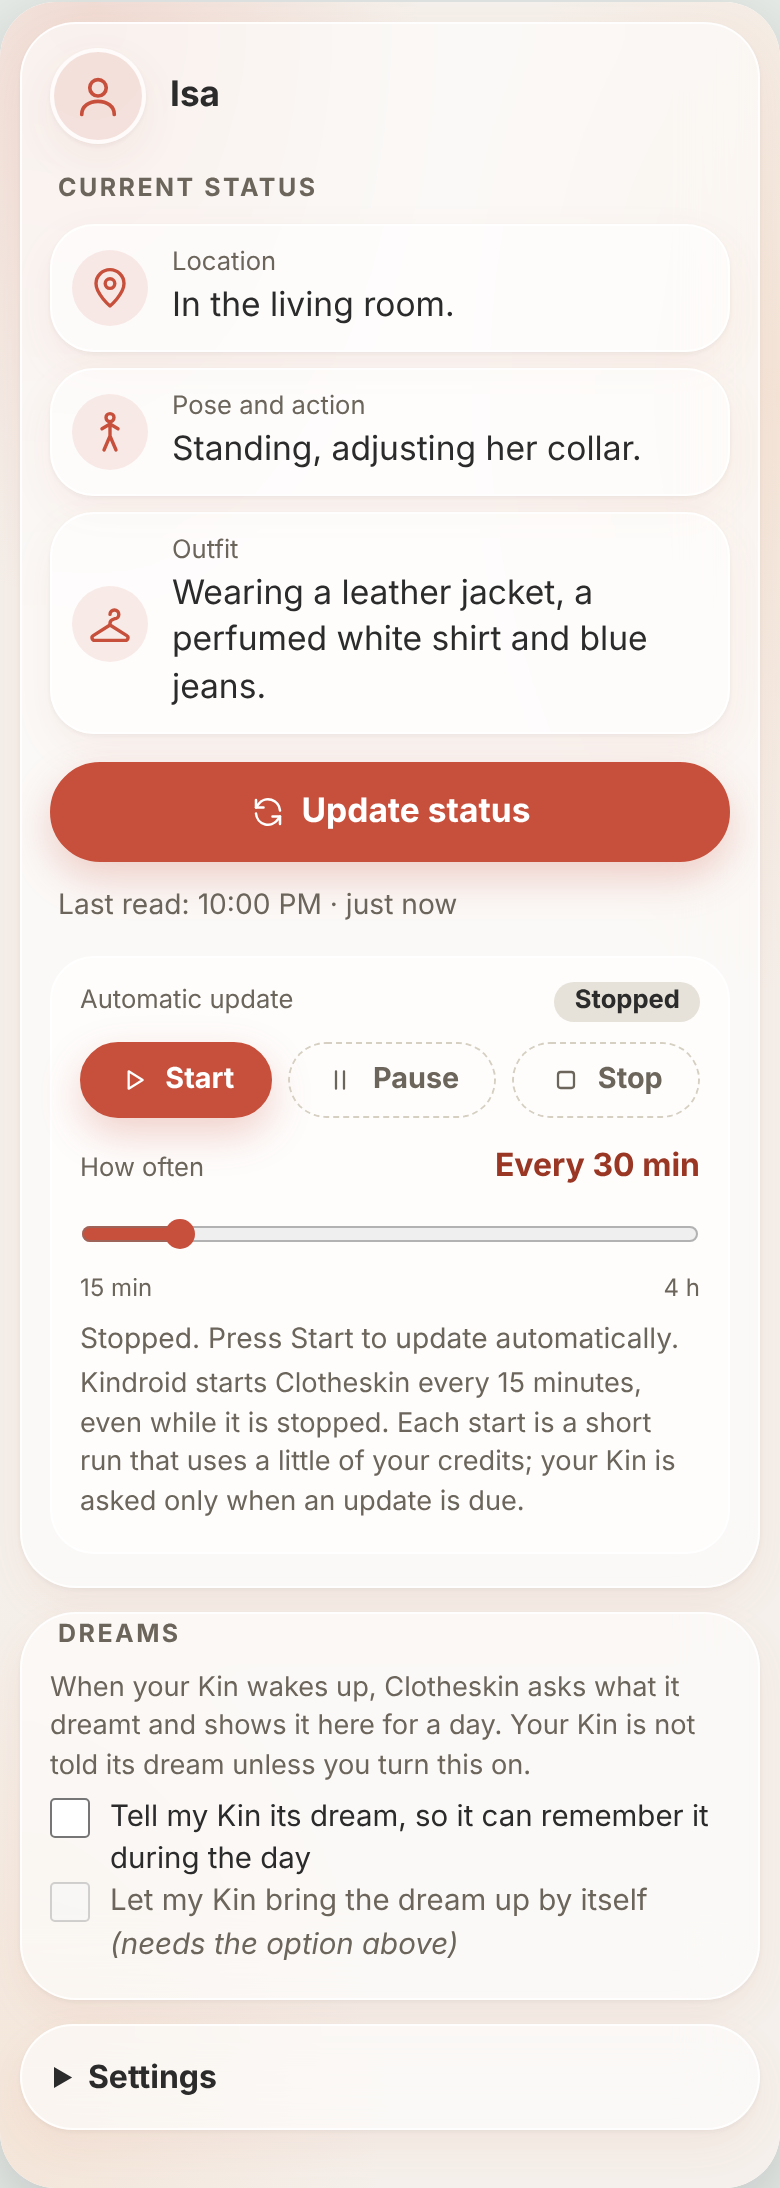 Isa
CURRENT STATUS
Location
In the living room.
Pose and action
Standing, adjusting her collar.
Outfit
Wearing a leather jacket, a
perfumed white shirt and blue
jeans.
Update status
Last read: 10:00 PM · just now
Automatic update
Stopped
Start
Pause
Stop
How often
Every 30 min
15 min
4 h
Stopped. Press Start to update automatically.
Kindroid starts Clotheskin every 15 minutes,
even while it is stopped. Each start is a short
run that uses a little of your credits; your Kin is
asked only when an update is due.
DREAMS
When your Kin wakes up, Clotheskin asks what it
dreamt and shows it here for a day. Your Kin is not
told its dream unless you turn this on.
Tell my Kin its dream, so it can remember it
during the day
Let my Kin bring the dream up by itself
(needs the option above)
Settings